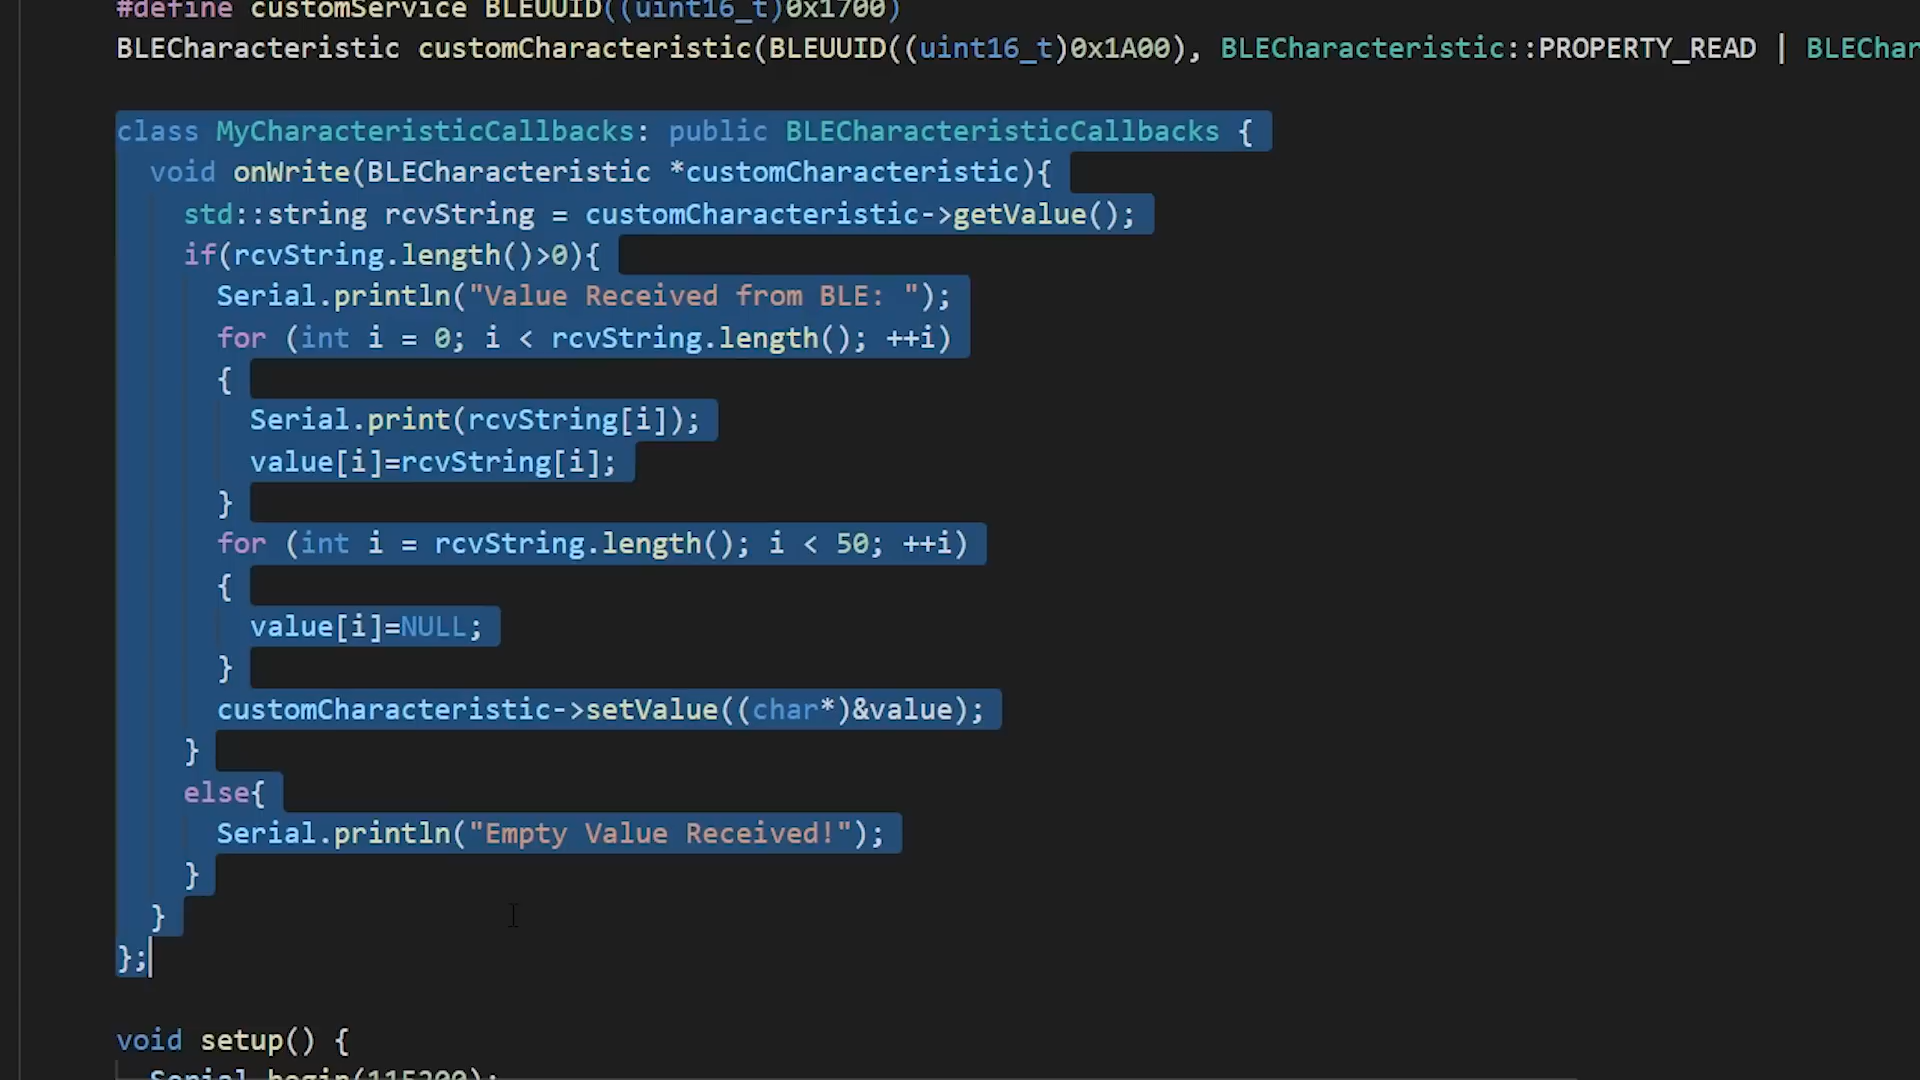 #define customService BLEUUID((uint16_t)0x1700)
BLECharacteristic customCharacteristic(BLEUUID((uint16_t)0x1A00), BLECharacteristic::PROPERTY_READ | BLEChar
class MyCharacteristicCallbacks: public BLECharacteristicCallbacks {
void onWrite(BLECharacteristic *customCharacteristic){
std::string rcvString = customCharacteristic->getValue();
if(rcvString.length()>0){
Serial.println("Value Received from BLE: ");
for (int i = 0; i < rcvString.length(); ++i)
{
Serial.print(rcvString[i]);
value[i]=rcvString[i];
}
for (int i = rcvString.length(); i < 50; ++i)
{
value[i]=NULL;
}
customCharacteristic->setValue((char*)&value);
}
else{
Serial.println("Empty Value Received!");
}
}
};
void setup() {
Serial.begin(115200);